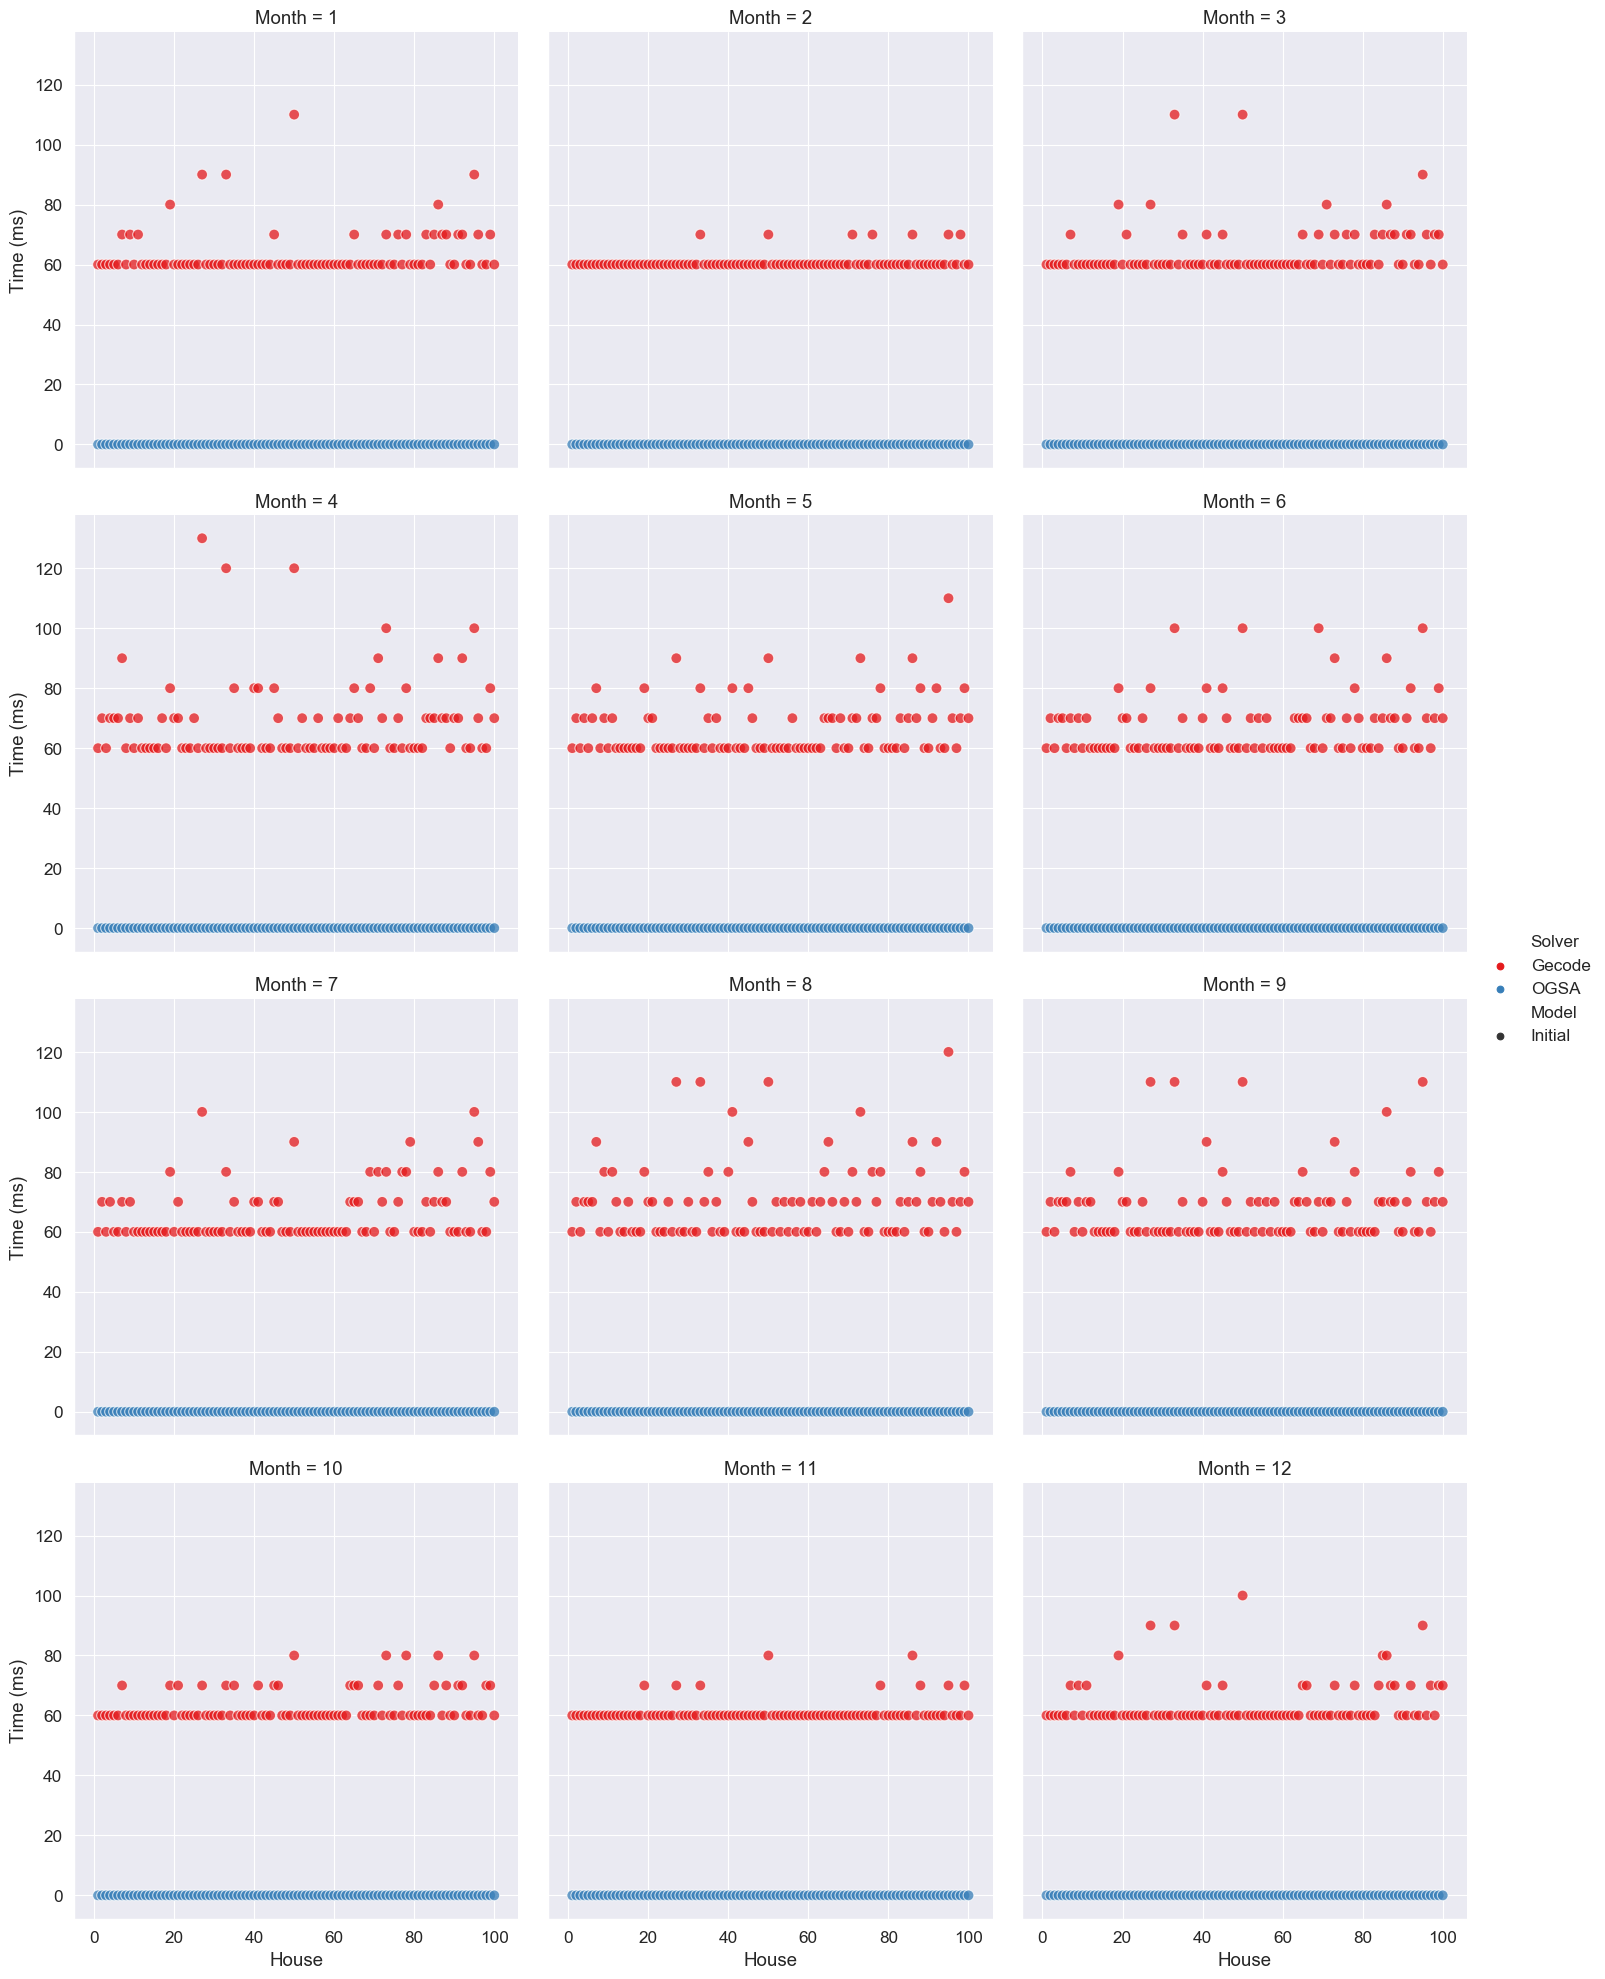 Month = 1
Month = 2
Month = 3
120
100
80
60
40
20
0
Time (ms)
Month = 4
Month = 5
Month = 6
120
100
80
60
40
20
0
Time (ms)
Solver
Gecode
OGSA
Model
Initial
Month = 7
Month = 8
Month = 9
120
100
80
60
40
20
0
Time (ms)
Month = 10
Month = 11
Month = 12
120
100
80
60
40
20
0
Time (ms)
0 20 40 60 80 100
0 20 40 60 80 100
0 20 40 60 80 100
House
House
House